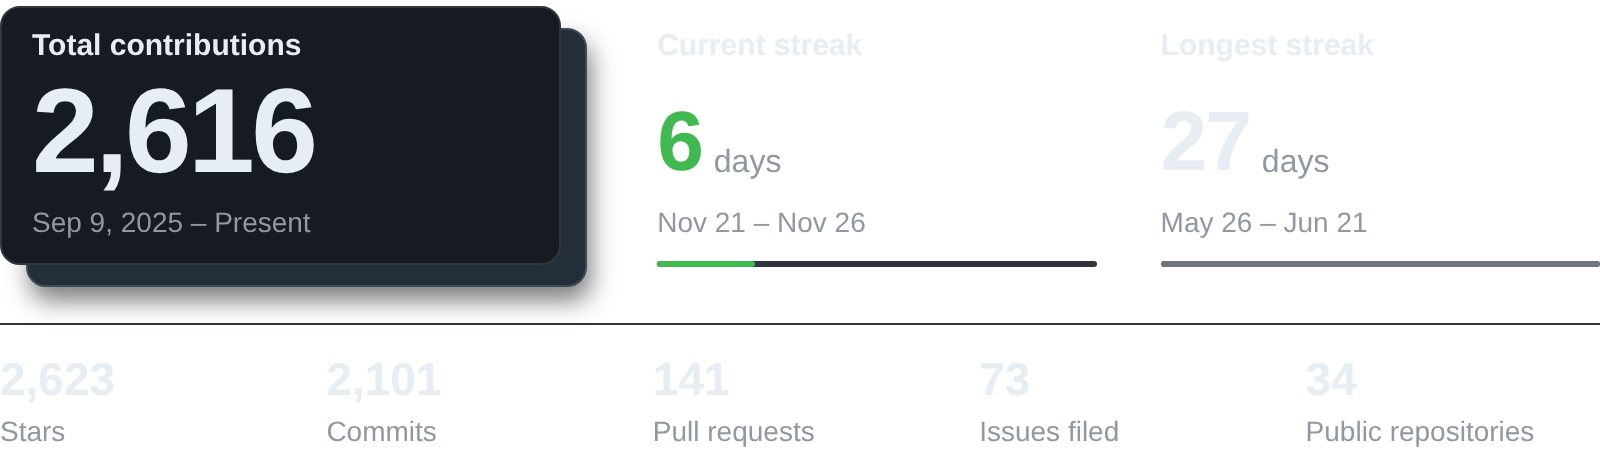 Total contributions
2,616
Sep 9, 2025 – Present
Current streak
6 days
Nov 21 – Nov 26
Longest streak
27 days
May 26 – Jun 21
2,623
Stars
2,101
Commits
141
Pull requests
73
Issues filed
34
Public repositories